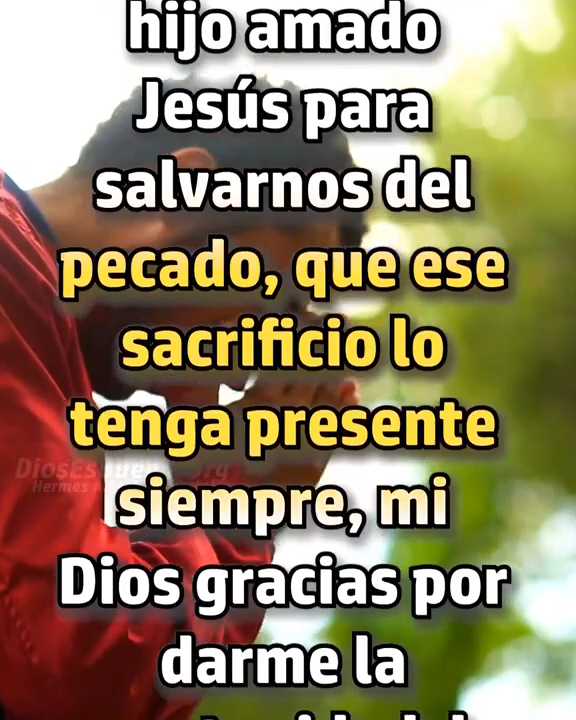 hijo amado
Jesús para
salvarnos del
pecado, que ese
sacrificio lo
tenga presente
siempre, mi
Dios gracias por
darme la